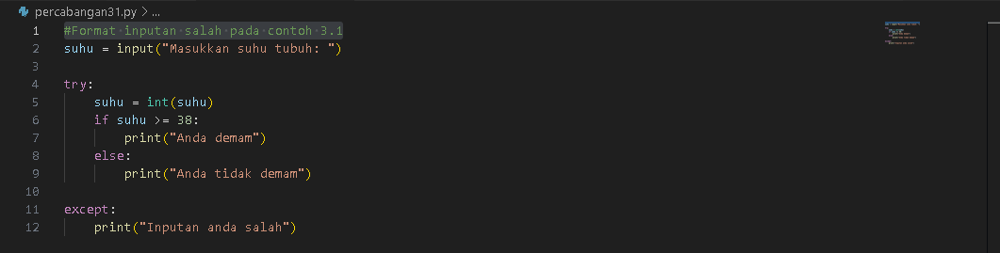 percabangan31.py > ...
1 #Format inputan salah pada contoh 3.1
2 suhu = input("Masukkan suhu tubuh: ")
3
4 try:
5     suhu = int(suhu)
6     if suhu >= 38:
7         print("Anda demam")
8     else:
9         print("Anda tidak demam")
10
11 except:
12     print("Inputan anda salah")